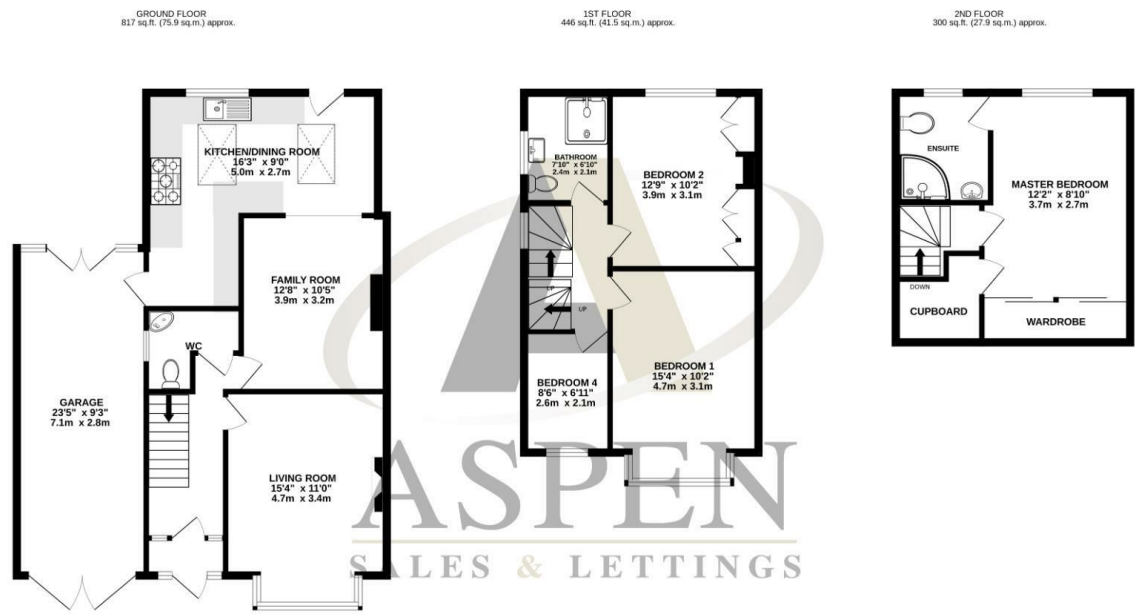 GROUND FLOOR
817 sq.ft. (75.9 sq.m.) approx.
1ST FLOOR
446 sq.ft. (41.5 sq.m.) approx.
2ND FLOOR
300 sq.ft. (27.9 sq.m.) approx.
KITCHEN/DINING ROOM
16'3" x 9'0"
5.0m x 2.7m
FAMILY ROOM
12'8" x 10'5"
3.9m x 3.2m
WC
GARAGE
23'5" x 9'3"
7.1m x 2.8m
LIVING ROOM
15'4" x 11'0"
4.7m x 3.4m
BATHROOM
7'10" x 6'10"
2.4m x 2.1m
BEDROOM 2
12'9" x 10'2"
3.9m x 3.1m
UP
UP
BEDROOM 1
15'4" x 10'2"
4.7m x 3.1m
BEDROOM 4
8'6" x 6'11"
2.6m x 2.1m
ENSUITE
MASTER BEDROOM
12'2" x 8'10"
3.7m x 2.7m
DOWN
CUPBOARD
WARDROBE
ASPEN
SALES & LETTINGS